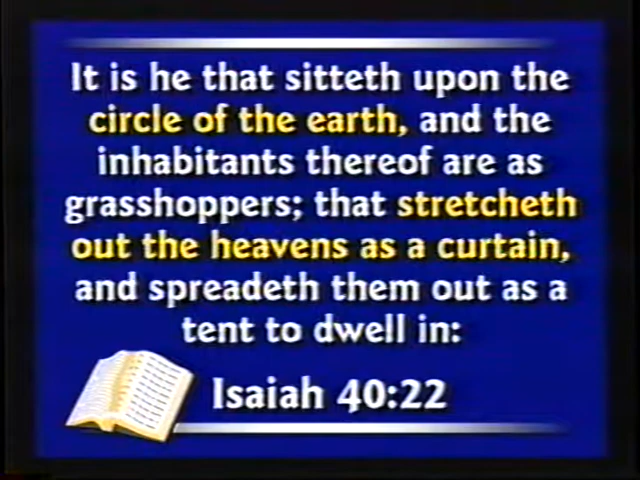 It is he that sitteth upon the
circle of the earth, and the
inhabitants thereof are as
grasshoppers; that stretcheth
out the heavens as a curtain,
and spreadeth them out as a
tent to dwell in:
Isaiah 40:22